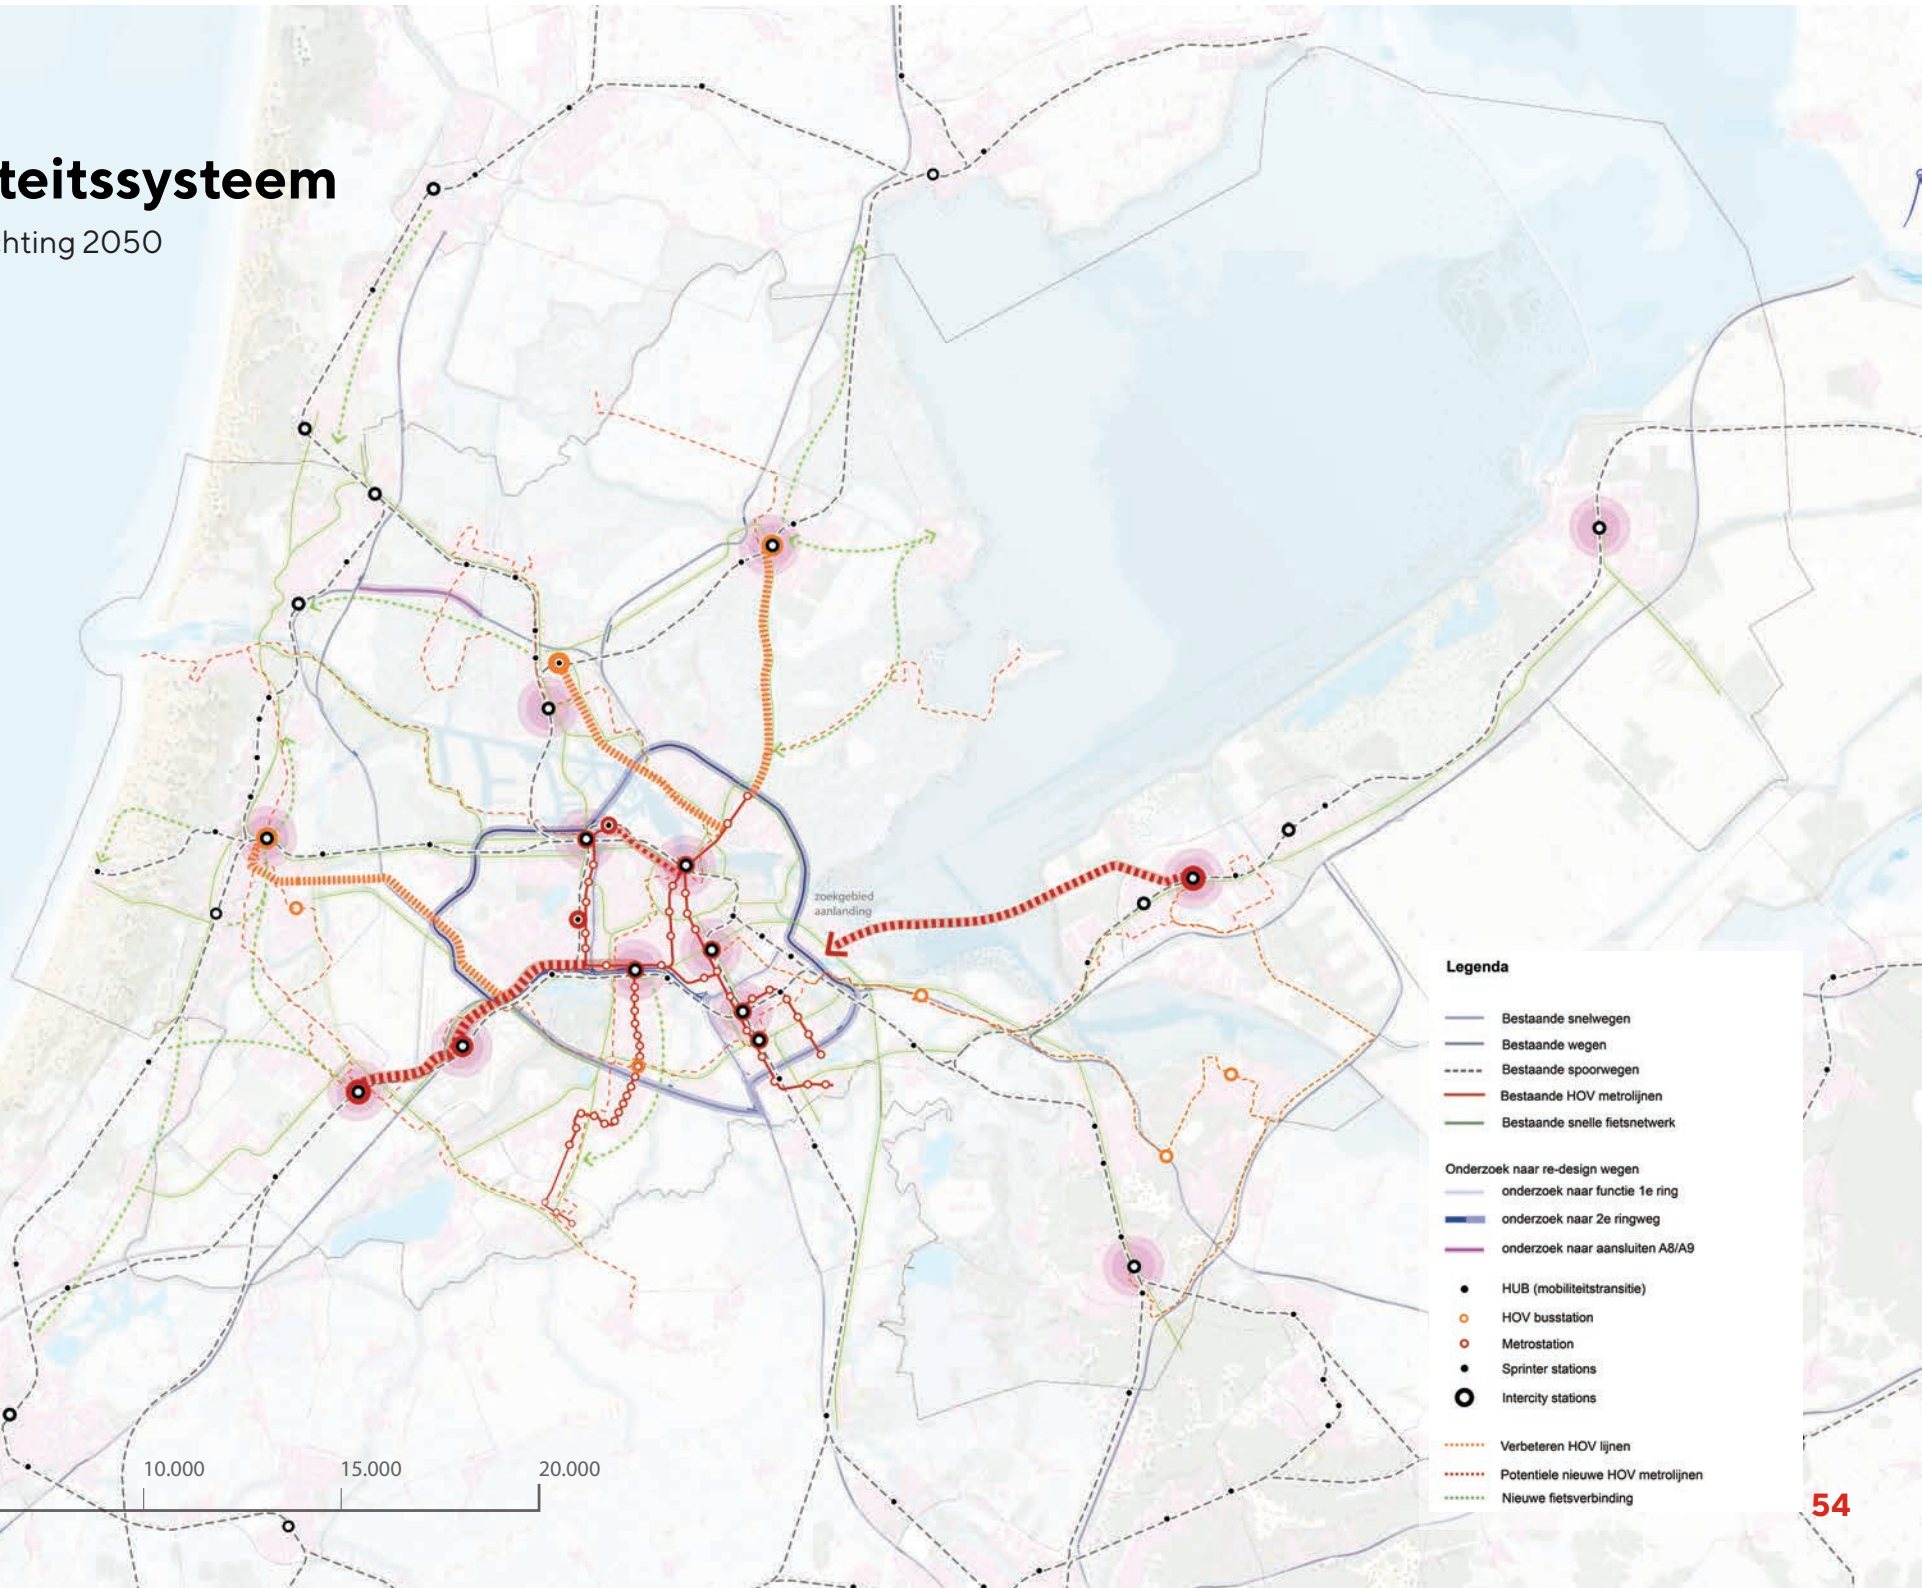 teitssysteem
hting 2050
zoekgebied
aanlanding
Legenda
Bestaande snelwegen
Bestaande wegen
Bestaande spoorwegen
Bestaande HOV metrolijnen
Bestaande snelle fietsnetwerk
Onderzoek naar re-design wegen
onderzoek naar functie 1e ring
onderzoek naar 2e ringweg
onderzoek naar aansluiten A8/A9
HUB (mobiliteitstransitie)
HOV busstation
Metrostation
Sprinter stations
Intercity stations
Verbeteren HOV lijnen
Potentiele nieuwe HOV metrolijnen
Nieuwe fietsverbinding
10.000 15.000 20.000
54